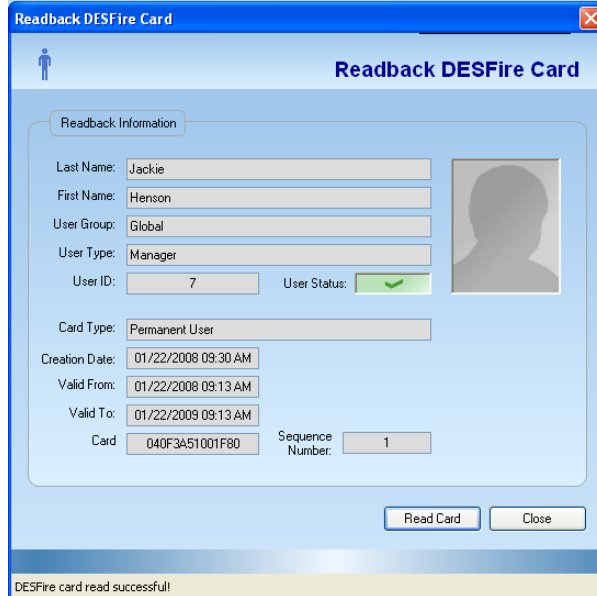 Readback DESFire Card
Readback DESFire Card
Readback Information
Last Name: Jackie
First Name: Henson
User Group: Global
User Type: Manager
User ID: 7 User Status:
Card Type: Permanent User
Creation Date: 01/22/2008 09:30 AM
Valid From: 01/22/2008 09:13 AM
Valid To: 01/22/2009 09:13 AM
Card 040F3A51001F80 Sequence Number: 1
Read Card Close
DESFire card read successful!